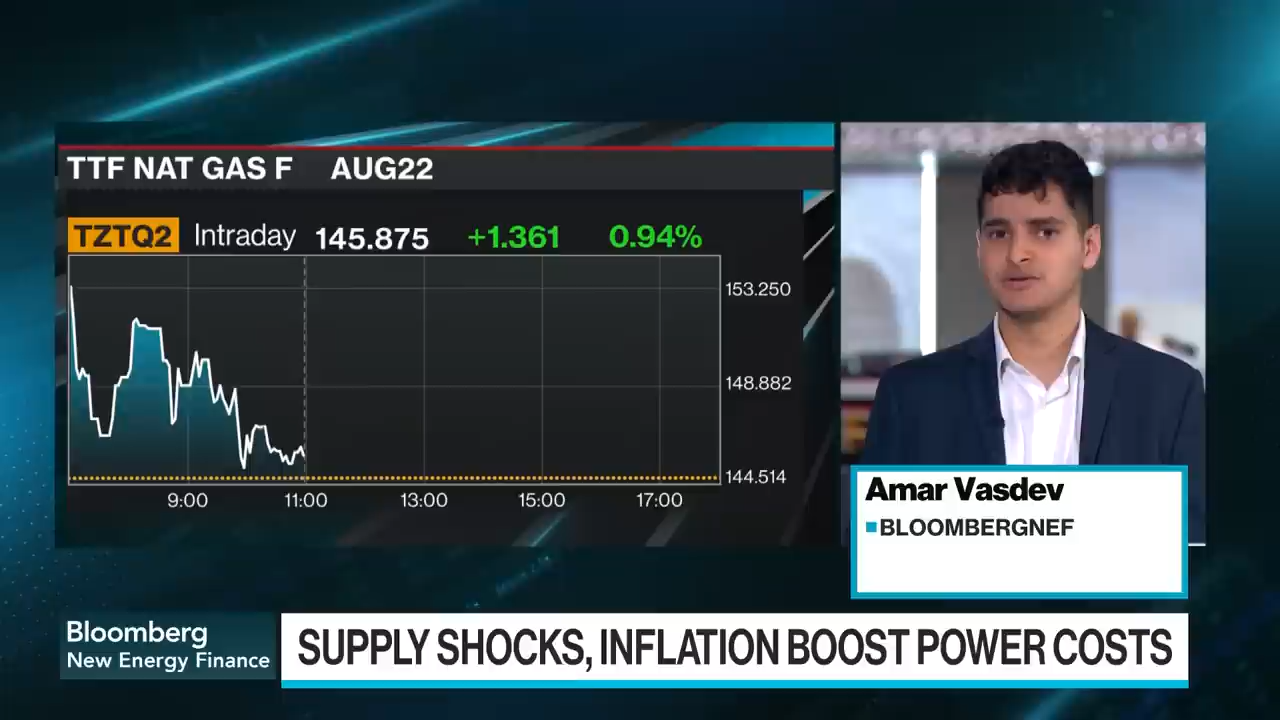 TTF NAT GAS F AUG22
TZTQ2 Intraday 145.875 +1.361 0.94%
153.250
148.882
144.514
9:00 11:00 13:00 15:00 17:00
Amar Vasdev
BLOOMBERGNEF
Bloomberg
New Energy Finance
SUPPLY SHOCKS, INFLATION BOOST POWER COSTS